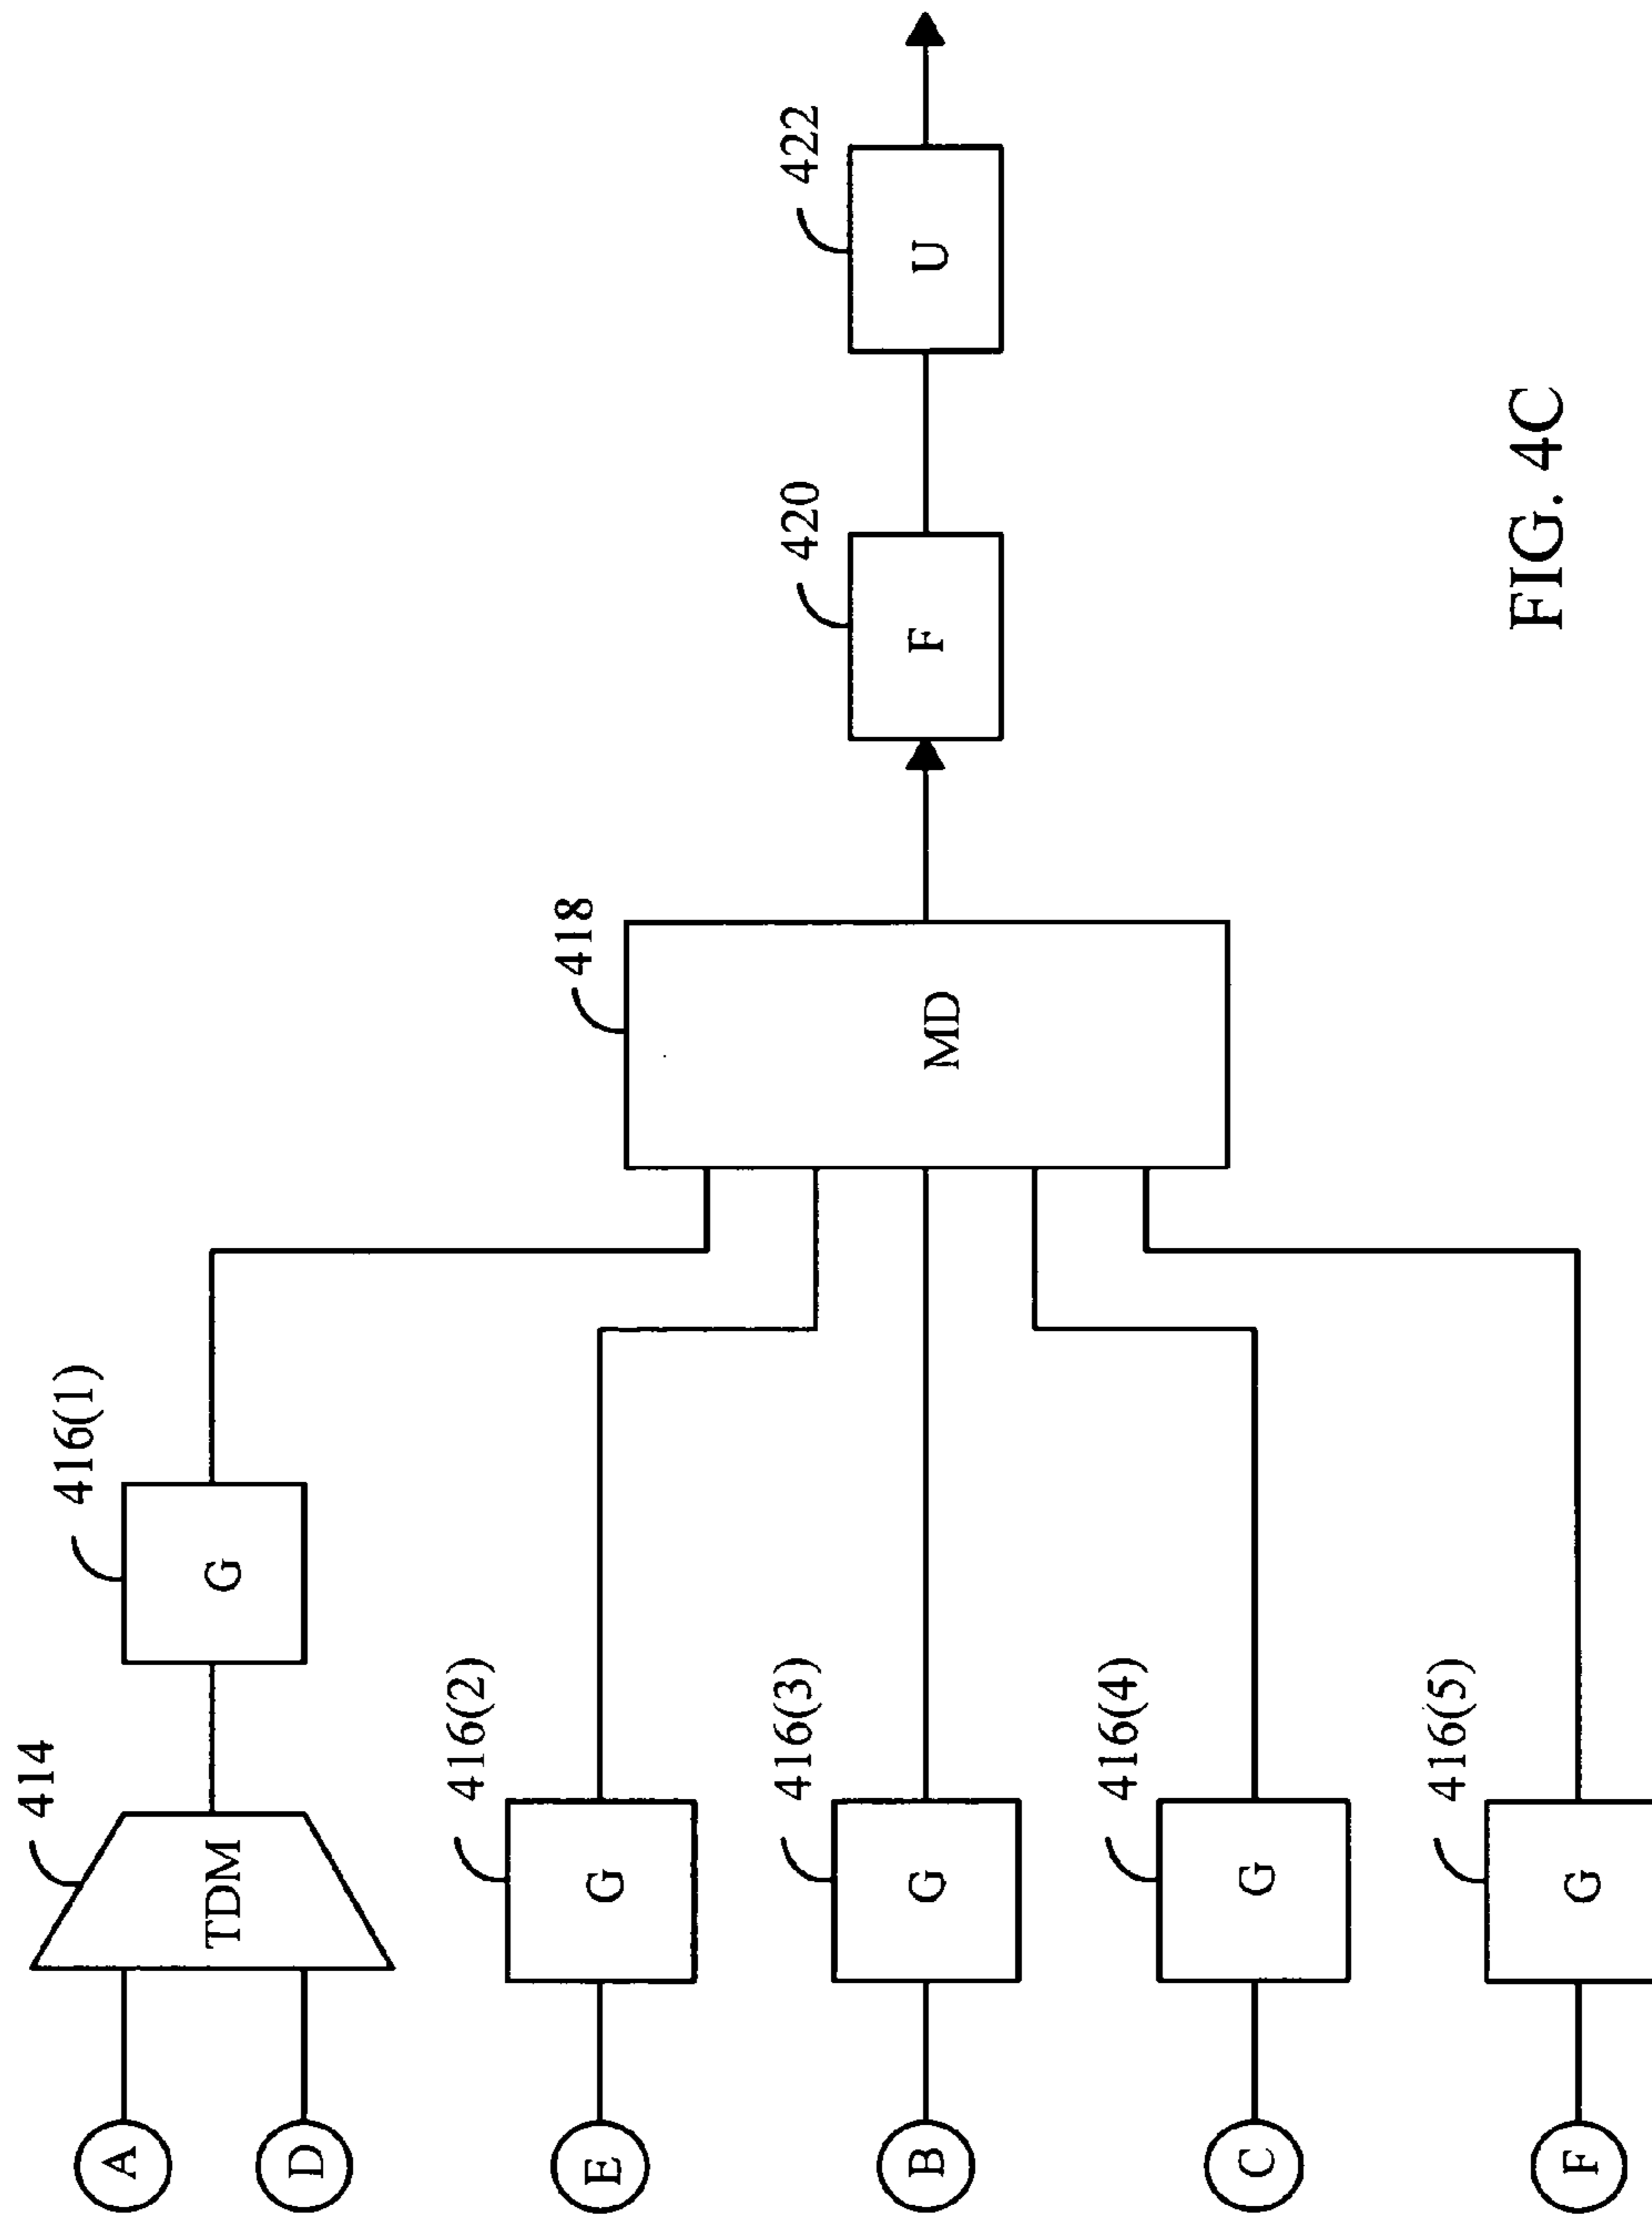 414
416(1)
A
TDM
G
D
416(2)
E
G
418
416(3)
420
422
B
G
MD
F
U
416(4)
C
G
416(5)
F
G
FIG. 4C